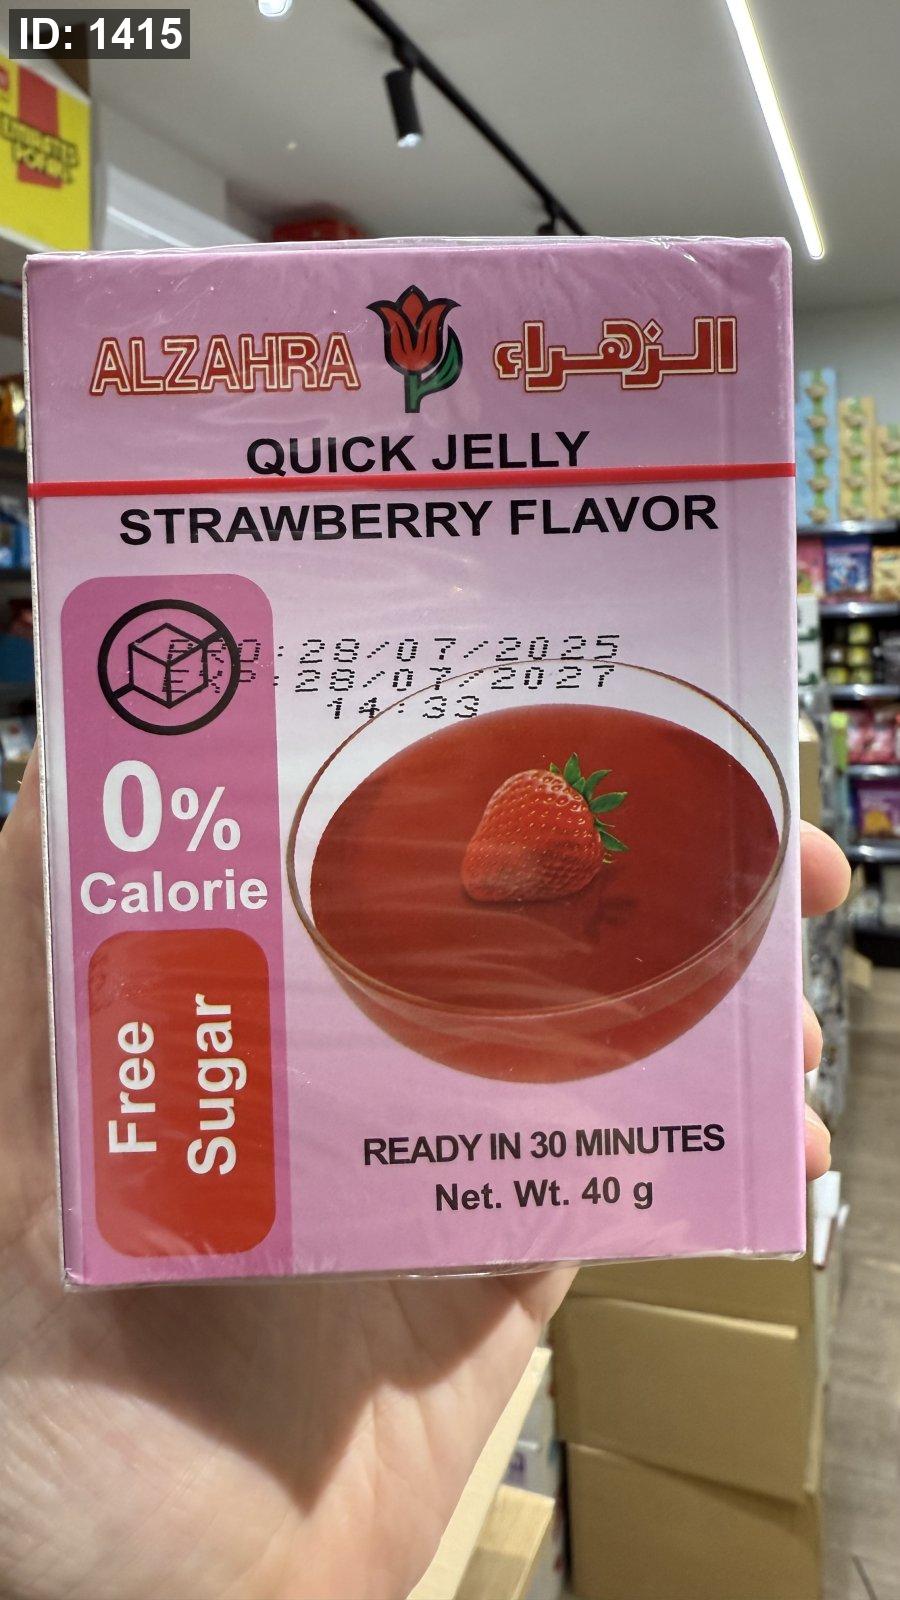 ID: 1415
ALZAHRA الزهراء
QUICK JELLY
STRAWBERRY FLAVOR
PRD:28/07/2025
EXP:28/07/2027
14:33
0%
Calorie
Free
Sugar
READY IN 30 MINUTES
Net. Wt. 40 g